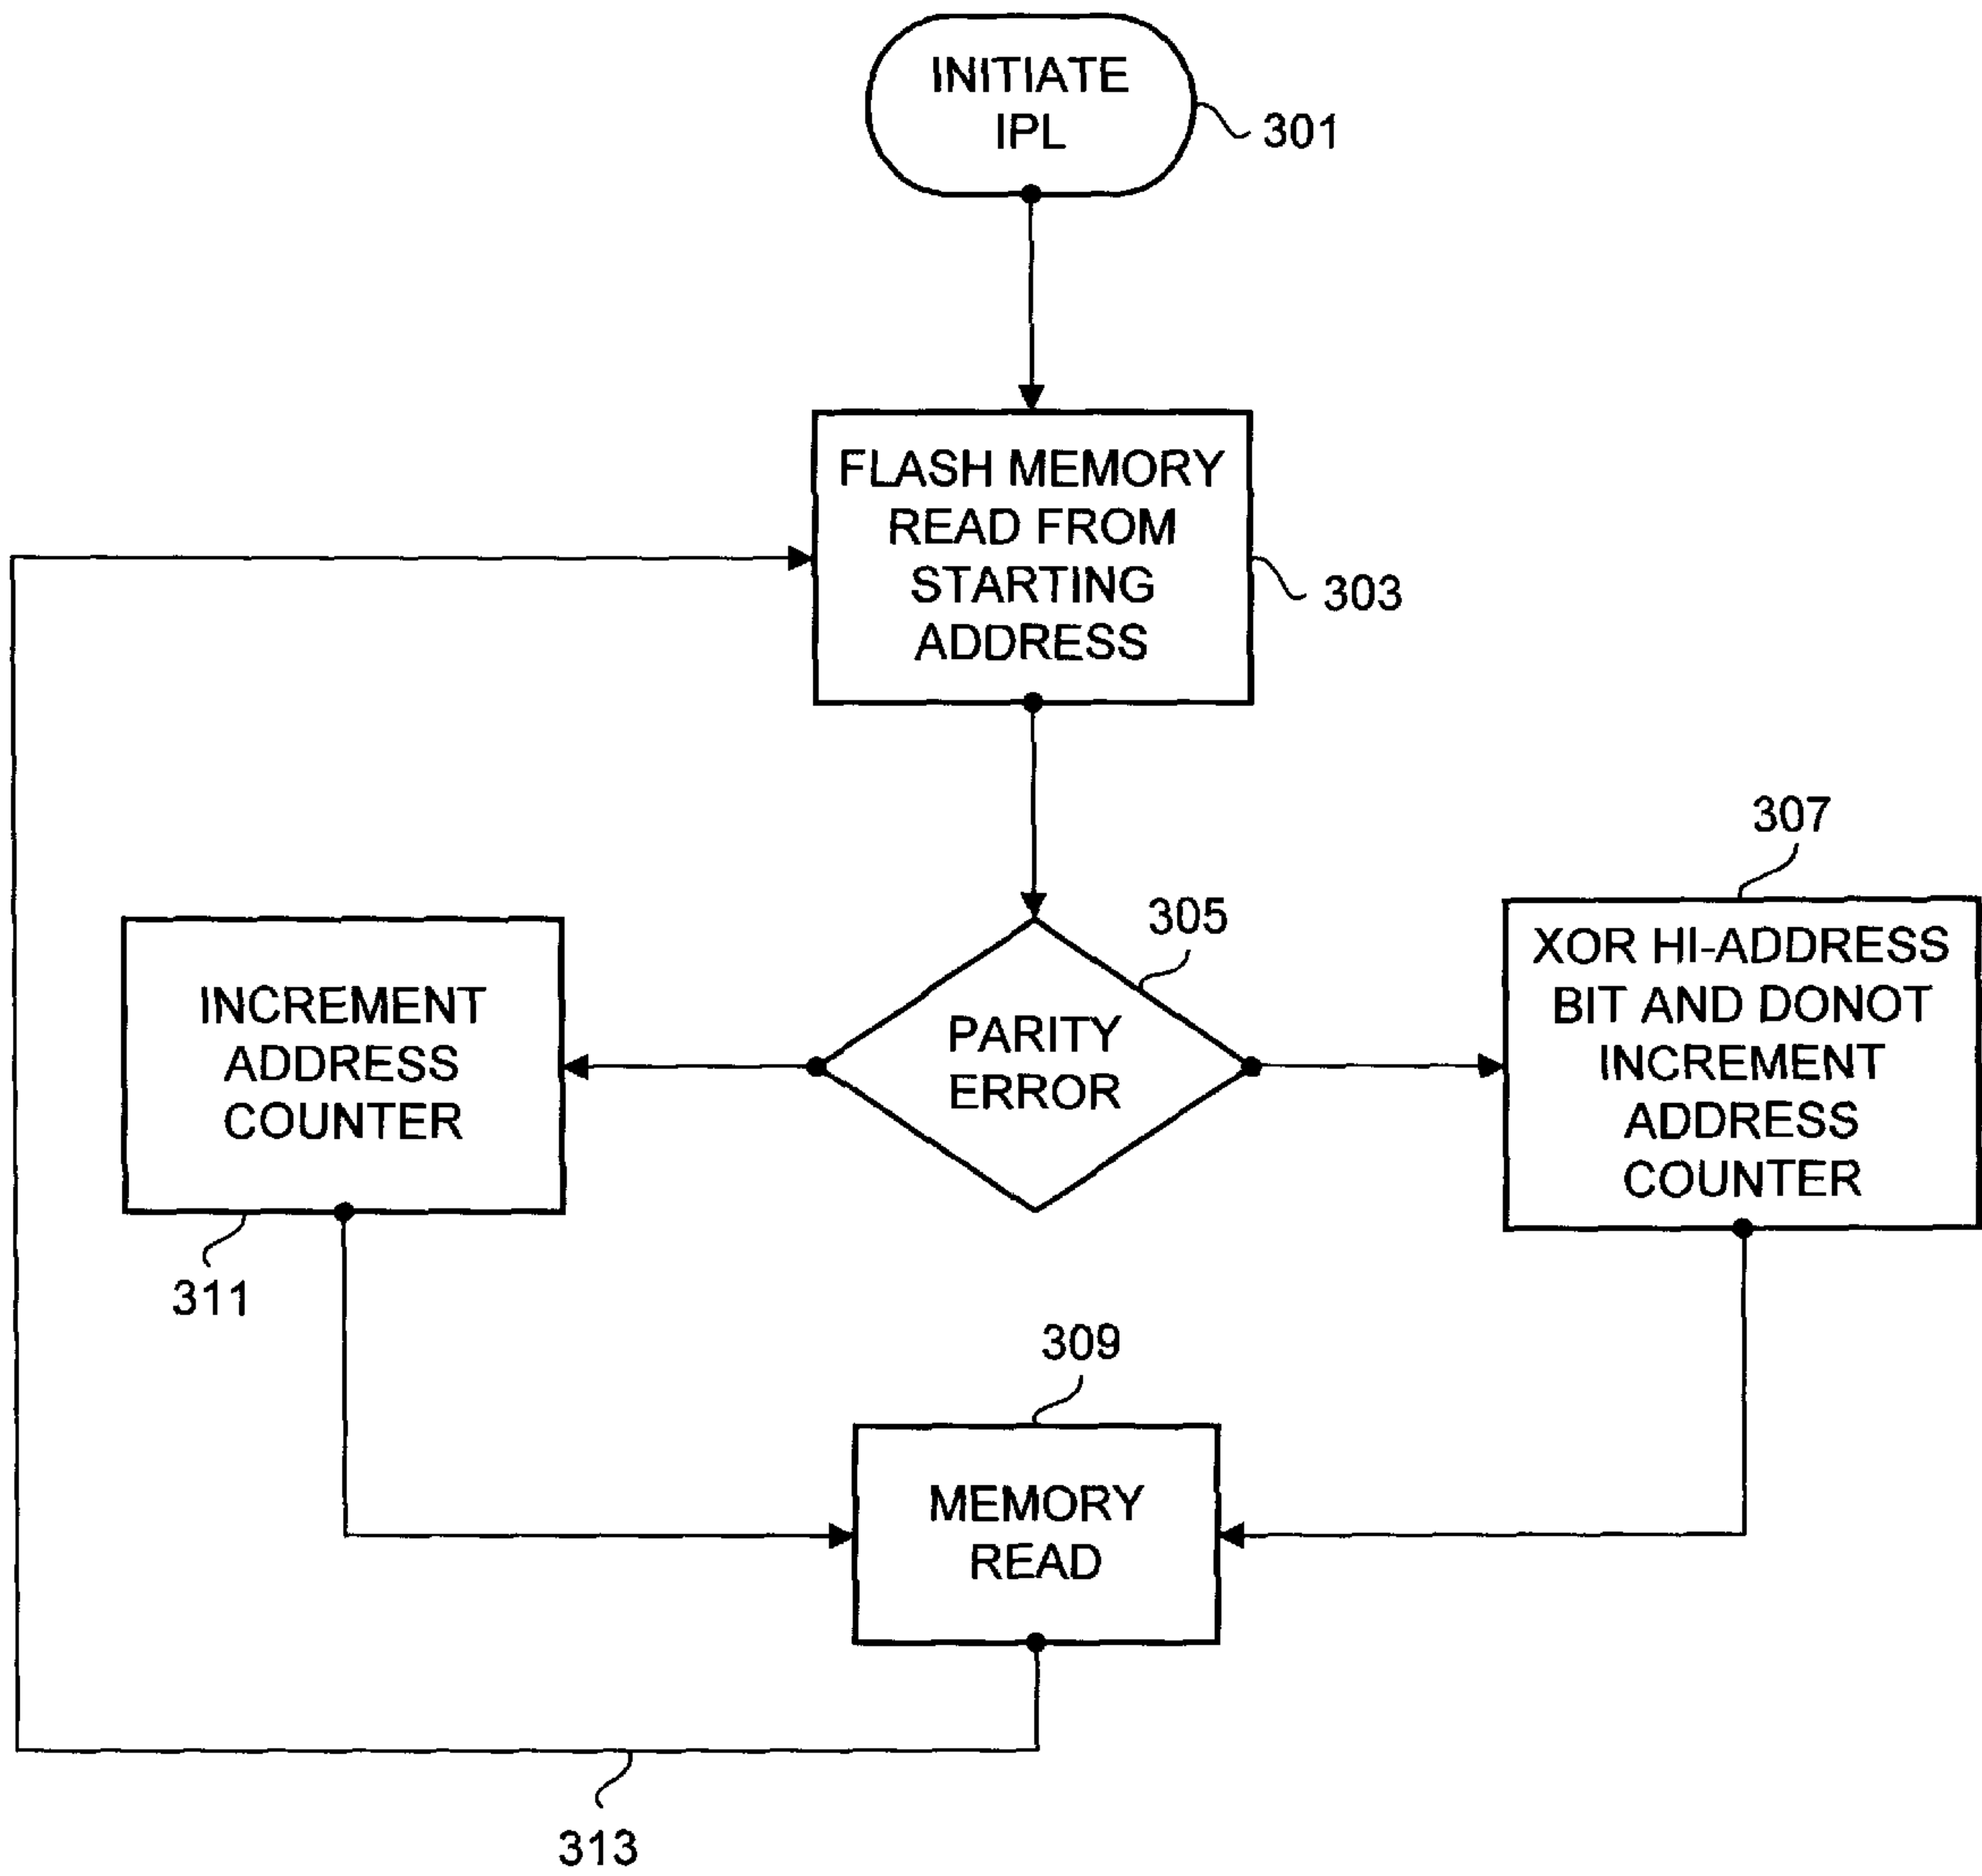 INITIATE
IPL
301
FLASH MEMORY
READ FROM
STARTING
ADDRESS
303
307
305
XOR HI-ADDRESS
BIT AND DONOT
INCREMENT
ADDRESS
COUNTER
INCREMENT
ADDRESS
COUNTER
PARITY
ERROR
311
309
MEMORY
READ
313